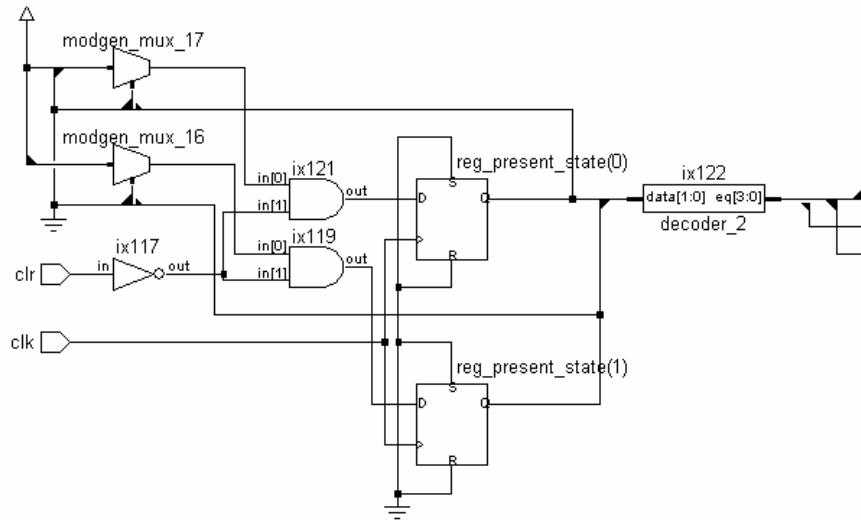 modgen_mux_17
modgen_mux_16
ix121
in[0]
in[1]
out
ix119
in[0]
in[1]
out
ix117
in
out
clr
clk
reg_present_state(0)
S
D
Q
R
reg_present_state(1)
S
D
Q
R
ix122
data[1:0] eq[3:0]
decoder_2